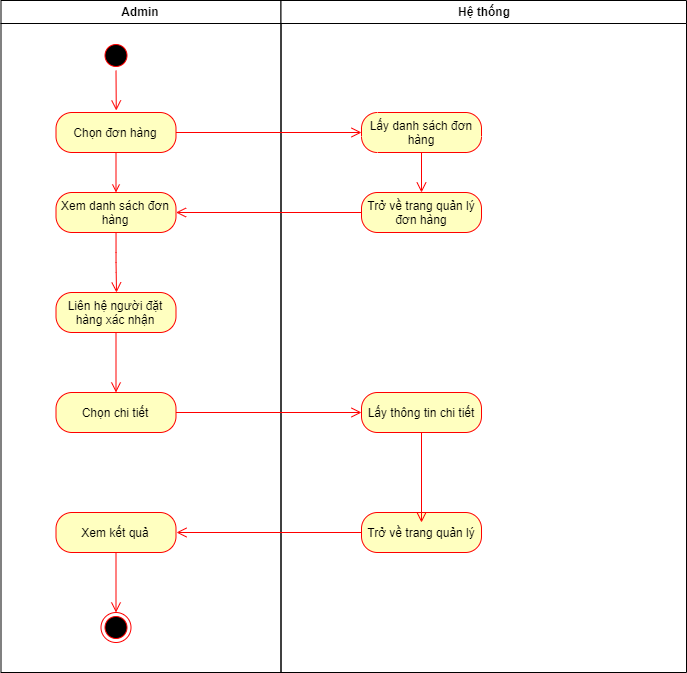 Admin
Hệ thống
Chọn đơn hàng
Lấy danh sách đơn
hàng
Xem danh sách đơn
hàng
Trở về trang quản lý
đơn hàng
Liên hệ người đặt
hàng xác nhận
Chọn chi tiết
Lấy thông tin chi tiết
Xem kết quả
Trở về trang quản lý